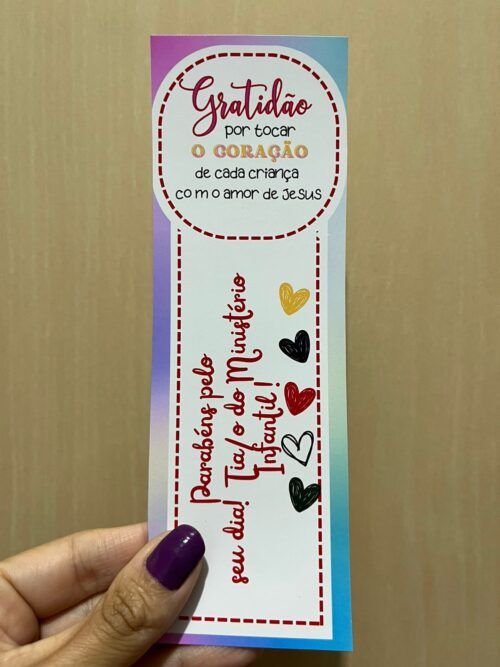 Gratidão
por tocar
O CORAÇÃO
de cada criança
com o amor de Jesus
Parabéns pelo
seu dia! Tia/o do Ministério
Infantil!